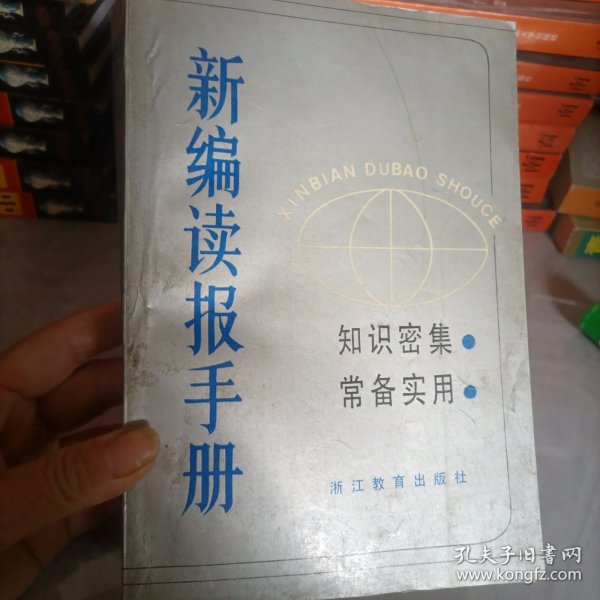 新编读报手册
XINBIAN DUBAO SHOUCE
知识密集
常备实用
浙江教育出版社
孔夫子旧书网
www.kongfz.com